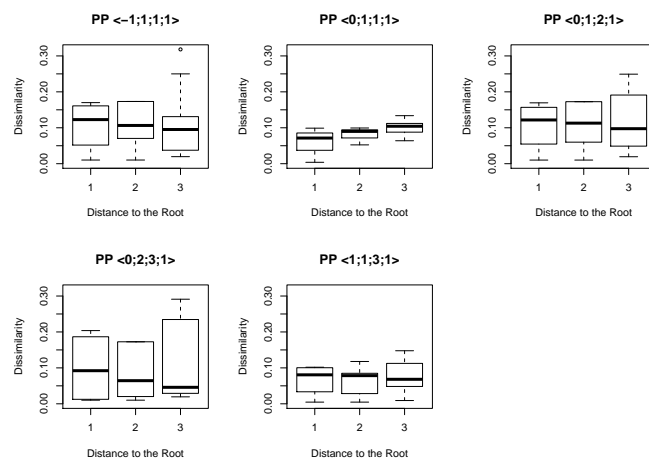 PP <−1;1;1;1>
Dissimilarity
0.00 0.10 0.20 0.30
1 2 3
Distance to the Root
PP <0;1;1;1>
Dissimilarity
0.00 0.10 0.20 0.30
1 2 3
Distance to the Root
PP <0;1;2;1>
Dissimilarity
0.00 0.10 0.20 0.30
1 2 3
Distance to the Root
PP <0;2;3;1>
Dissimilarity
0.00 0.10 0.20 0.30
1 2 3
Distance to the Root
PP <1;1;3;1>
Dissimilarity
0.00 0.10 0.20 0.30
1 2 3
Distance to the Root